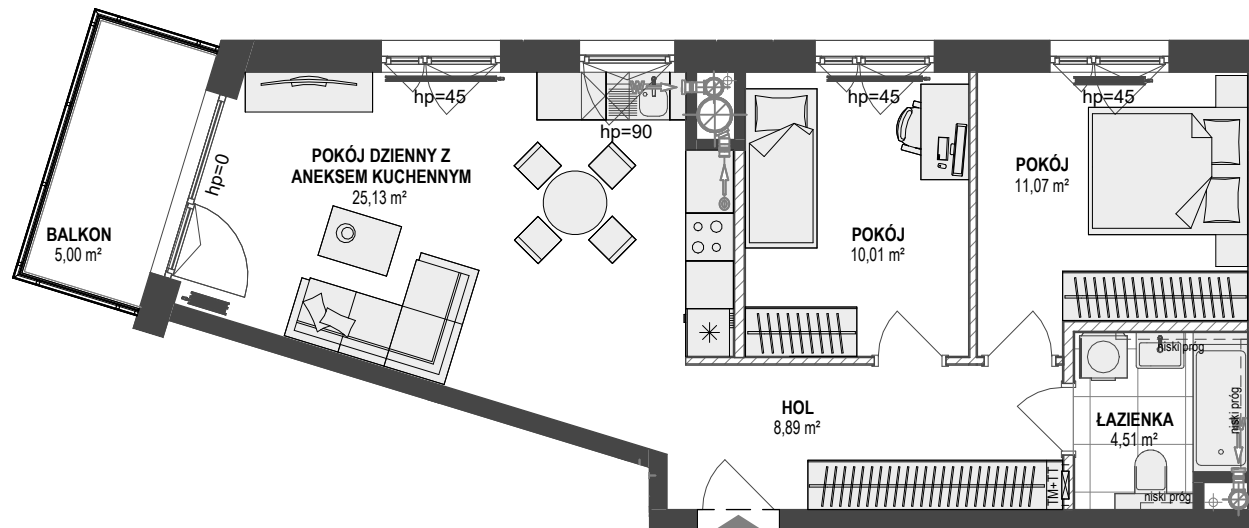 hp=45
hp=90
hp=45
hp=45
hp=0
POKÓJ DZIENNY Z
ANEKSEM KUCHENNYM
25,13 m²
BALKON
5,00 m²
POKÓJ
10,01 m²
POKÓJ
11,07 m²
HOL
8,89 m²
ŁAZIENKA
4,51 m²
niski próg
niski próg
niski próg
TM+TT